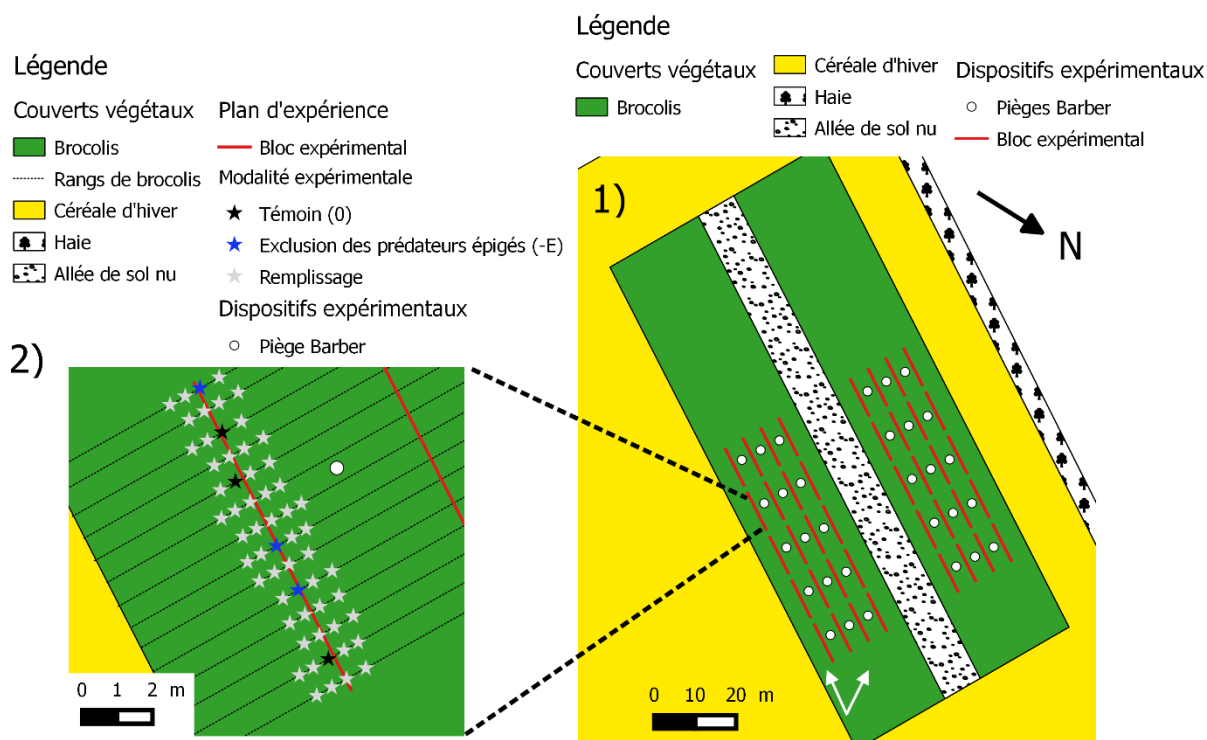 Légende
Couverts végétaux
Brocolis
Rangs de brocolis
Céréale d'hiver
Haie
Allée de sol nu
Plan d'expérience
Bloc expérimental
Modalité expérimentale
Témoin (0)
Exclusion des prédateurs épigés (-E)
Remplissage
Dispositifs expérimentaux
Piège Barber
2)
0 1 2 m
Légende
Couverts végétaux
Brocolis
Céréale d'hiver
Haie
Allée de sol nu
Dispositifs expérimentaux
Pièges Barber
Bloc expérimental
1)
N
0 10 20 m